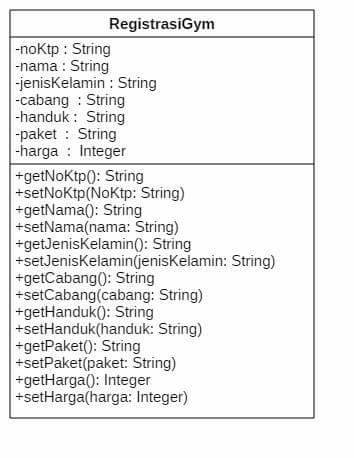 RegistrasiGym
-noKtp : String
-nama : String
-jenisKelamin : String
-cabang  : String
-handuk :  String
-paket  :  String
-harga  :  Integer
+getNoKtp(): String
+setNoKtp(NoKtp: String)
+getNama(): String
+setNama(nama: String)
+getJenisKelamin(): String
+setJenisKelamin(jenisKelamin: String)
+getCabang(): String
+setCabang(cabang: String)
+getHanduk(): String
+setHanduk(handuk: String)
+getPaket(): String
+setPaket(paket: String)
+getHarga(): Integer
+setHarga(harga: Integer)